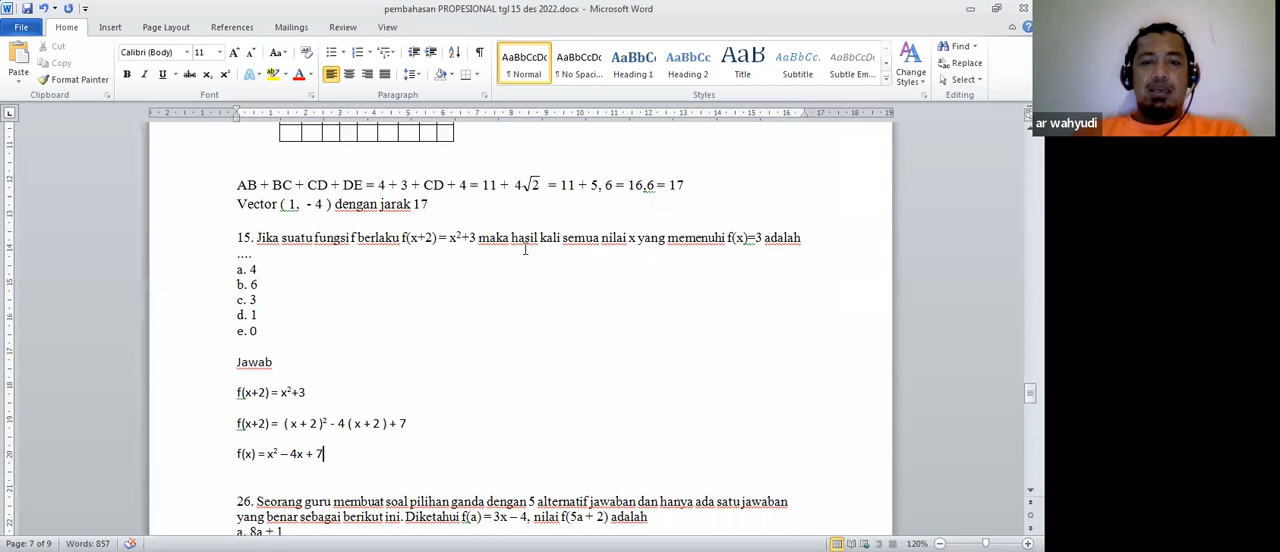 pembahasan PROPESIONAL tgl 15 des 2022.docx - Microsoft Word
File Home Insert Page Layout References Mailings Review View
Paste
Cut
Copy
Format Painter
Clipboard
Calibri (Body) 11
Font
Paragraph
AaBbCcDc AaBbCcDc AaBbCc AaBbCc AaB AaBbCc. AaBbCcDc
¶ Normal ¶ No Spaci... Heading 1 Heading 2 Title Subtitle Subtle Em...
Change Styles
Styles
Find
Replace
Select
Editing
ar wahyudi
AB + BC + CD + DE = 4 + 3 + CD + 4 = 11 + 4√2 = 11 + 5, 6 = 16,6 = 17
Vector ( 1, - 4 ) dengan jarak 17
15. Jika suatu fungsi f berlaku f(x+2) = x²+3 maka hasil kali semua nilai x yang memenuhi f(x)=3 adalah
....
a. 4
b. 6
c. 3
d. 1
e. 0
Jawab
f(x+2) = x²+3
f(x+2) = ( x + 2 )² - 4 ( x + 2 ) + 7
f(x) = x² – 4x + 7
26. Seorang guru membuat soal pilihan ganda dengan 5 alternatif jawaban dan hanya ada satu jawaban
yang benar sebagai berikut ini. Diketahui f(a) = 3x – 4, nilai f(5a + 2) adalah
a. 8a + 1
Page: 7 of 9 Words: 857 120%